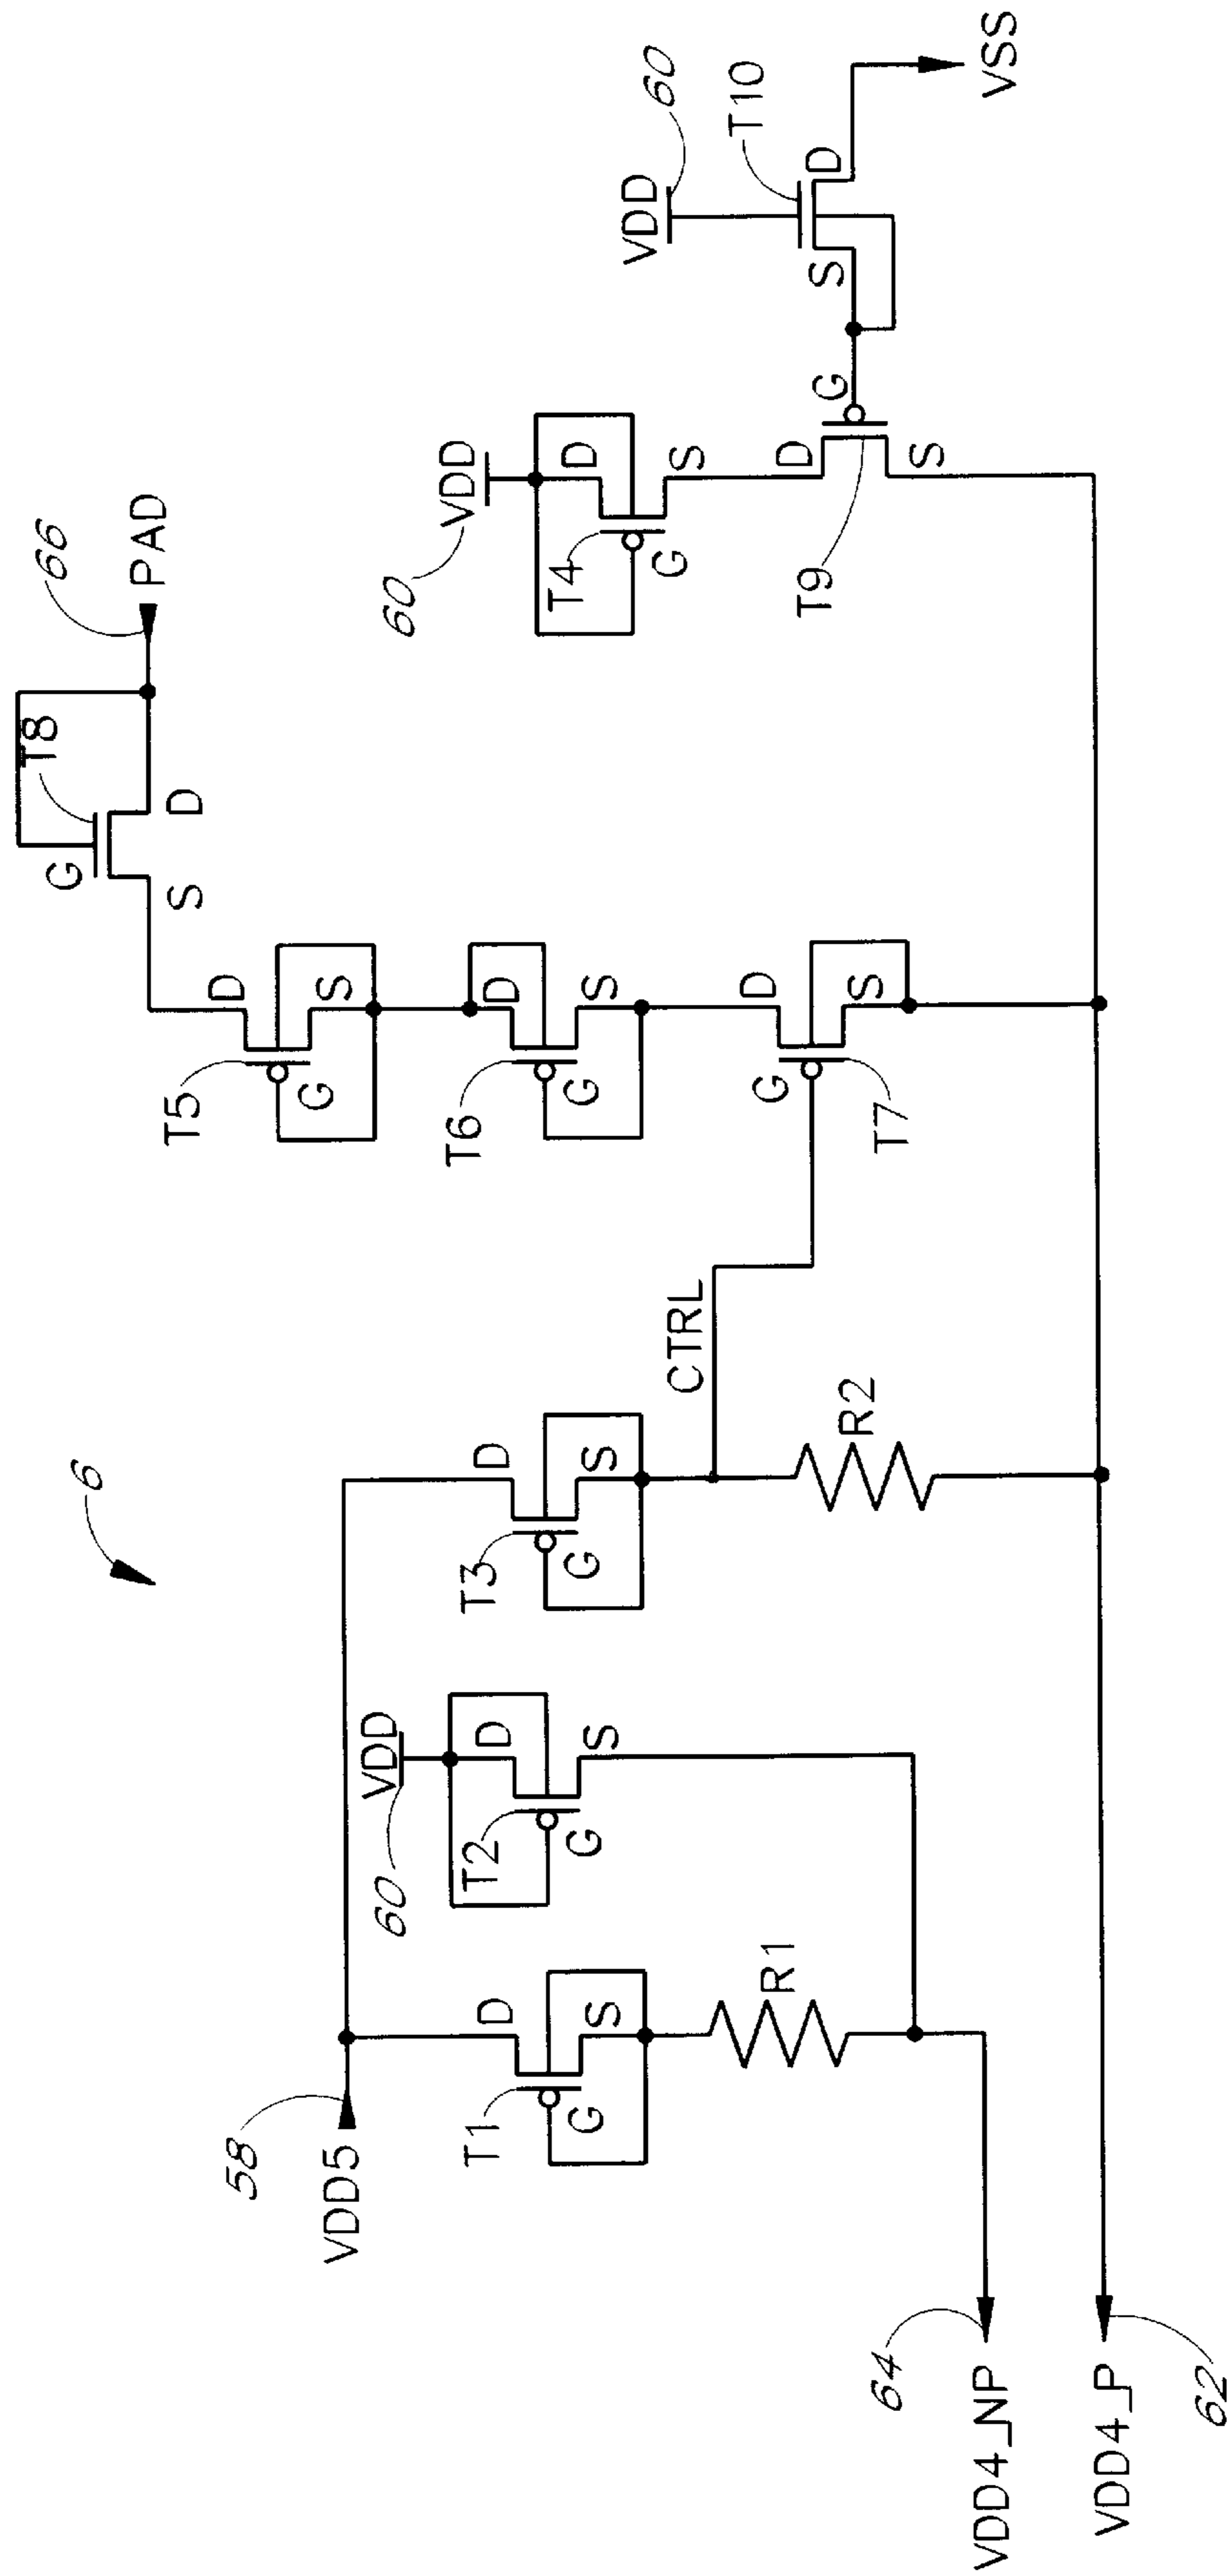 6
66
PAD
T8
G
D
S
T5
D
S
G
T6
D
S
G
T7
D
S
G
CTRL
58
VDD5
T1
D
S
G
R1
60
VDD
T2
D
S
G
T3
D
S
G
R2
60
VDD
T4
D
S
G
T9
D
S
G
VDD
60
T10
S
D
VSS
64
VDD4_NP
VDD4_P
62